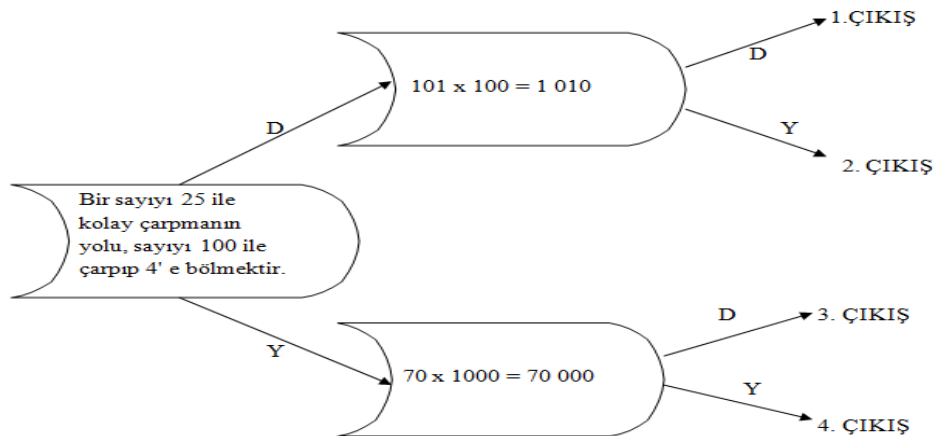 1.ÇIKIŞ
D
101 x 100 = 1 010
D
Y
2. ÇIKIŞ
Bir sayıyı 25 ile
kolay çarpmanın
yolu, sayıyı 100 ile
çarpıp 4' e bölmektir.
D
3. ÇIKIŞ
Y
70 x 1000 = 70 000
Y
4. ÇIKIŞ